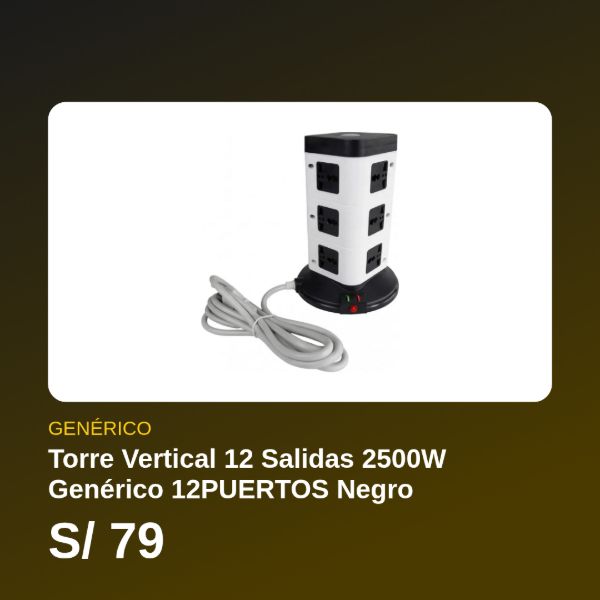 GENÉRICO
Torre Vertical 12 Salidas 2500W
Genérico 12PUERTOS Negro
S/ 79